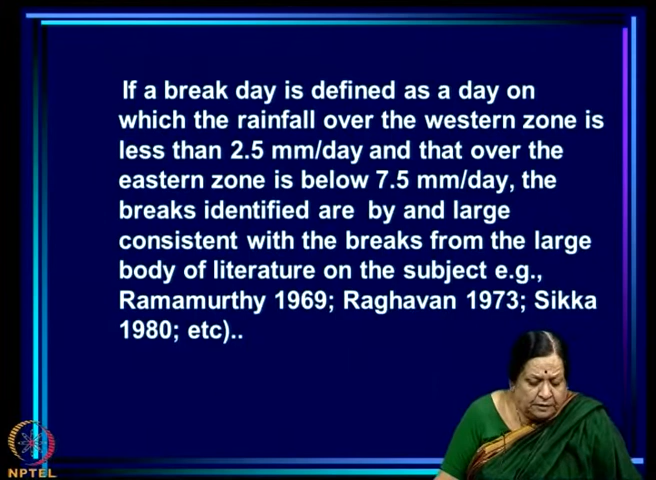 If a break day is defined as a day on
which the rainfall over the western zone is
less than 2.5 mm/day and that over the
eastern zone is below 7.5 mm/day, the
breaks identified are by and large
consistent with the breaks from the large
body of literature on the subject e.g.,
Ramamurthy 1969; Raghavan 1973; Sikka
1980; etc)..
NPTEL